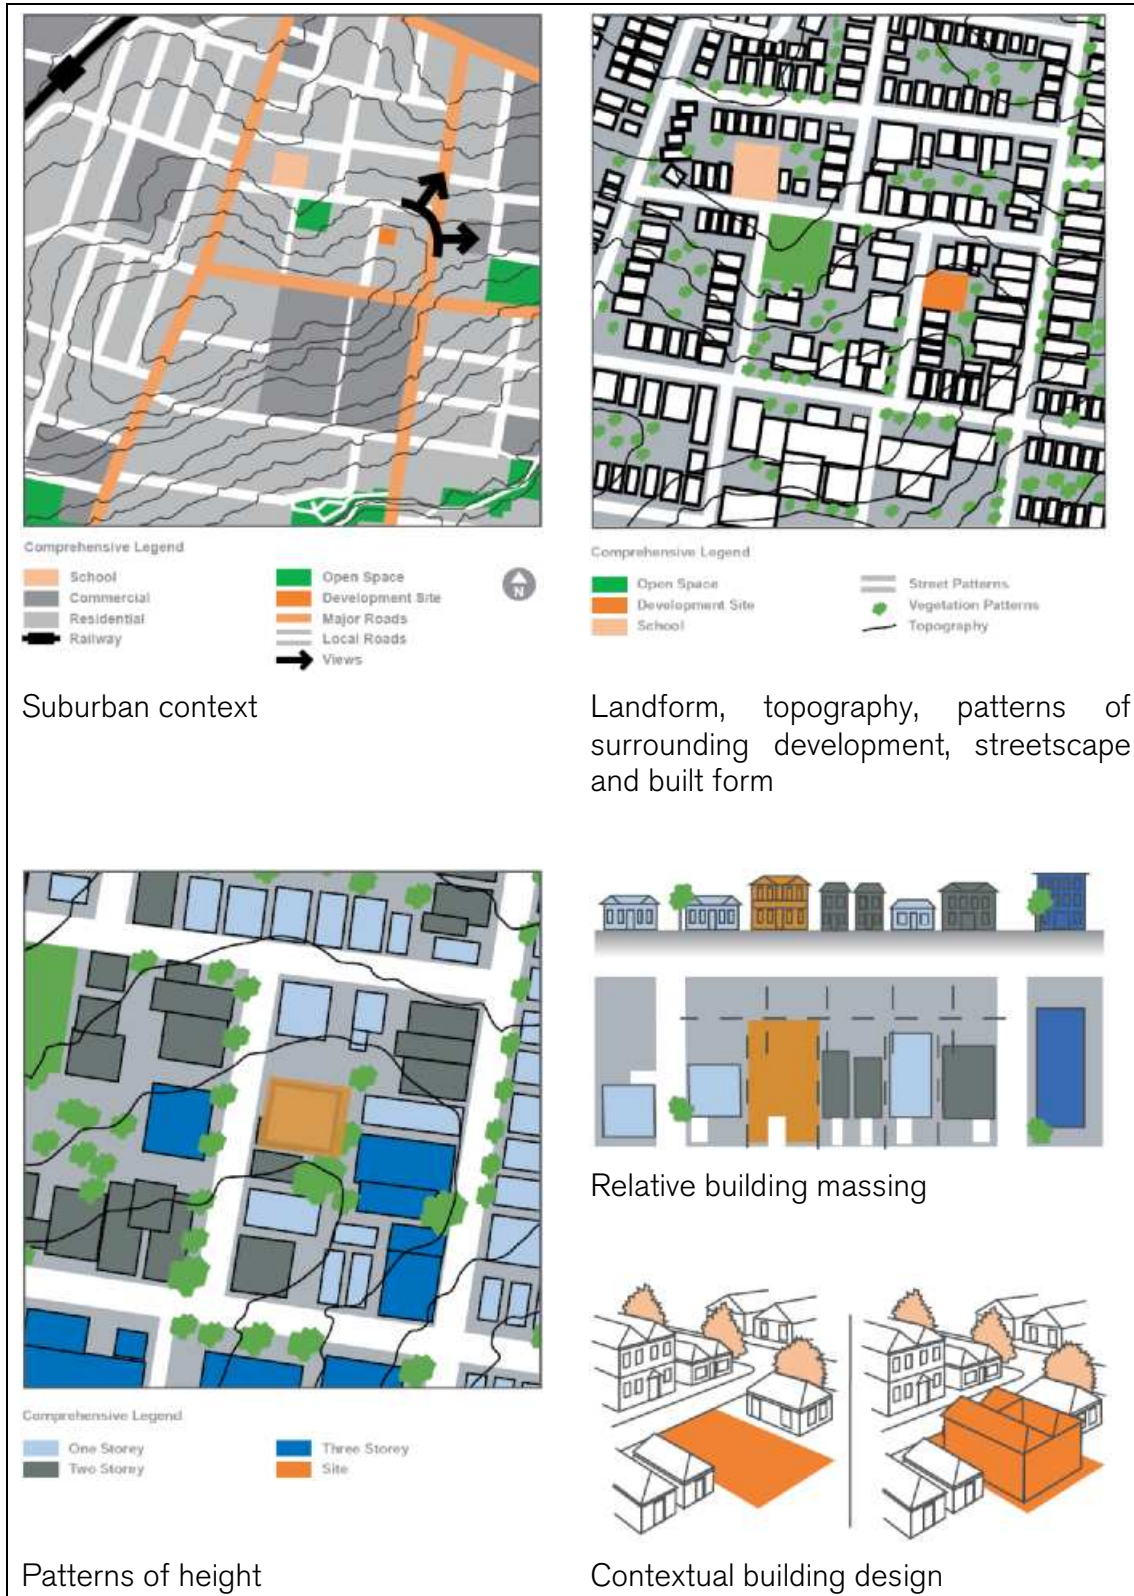 Comprehensive Legend
School
Commercial
Residential
Railway
Open Space
Development Site
Major Roads
Local Roads
Views
N
Suburban context
Comprehensive Legend
Open Space
Development Site
School
Street Patterns
Vegetation Patterns
Topography
Landform, topography, patterns of
surrounding development, streetscape
and built form
Comprehensive Legend
One Storey
Two Storey
Three Storey
Site
Patterns of height
Relative building massing
Contextual building design